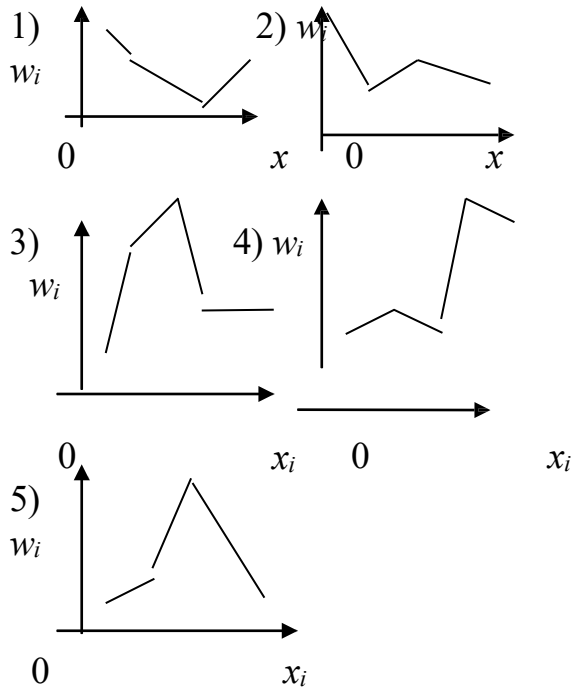 1) 2) wᵢ
wᵢ
0 x 0 x
3) 4) wᵢ
wᵢ
0 xᵢ 0 xᵢ
5)
wᵢ
0 xᵢ